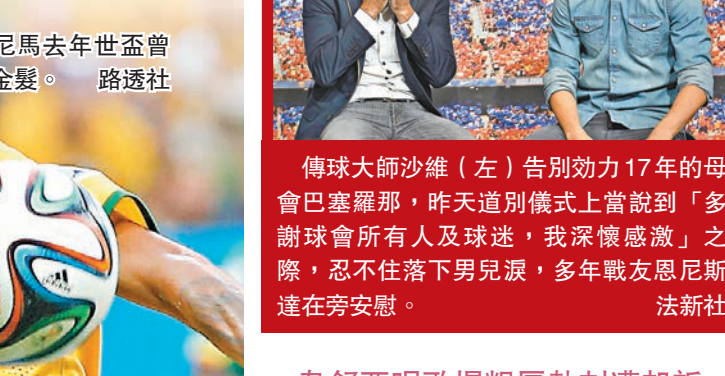 尼馬去年世盃曾
金髮。 路透社
傳球大師沙維（左）告別効力17年的母
會巴塞羅那，昨天道別儀式上當說到「多
謝球會所有人及球迷，我深懷感激」之
際，忍不住落下男兒淚，多年戰友恩尼斯
達在旁安慰。 法新社